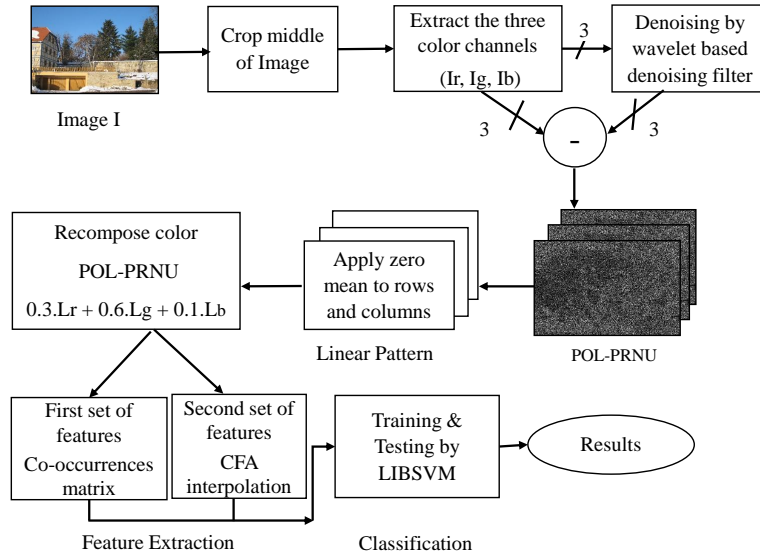 Crop middle
of Image
Extract the three
color channels
(Ir, Ig, Ib)
3
Denoising by
wavelet based
denoising filter
Image I
3
3
-
Recompose color
POL-PRNU
0.3.Lr + 0.6.Lg + 0.1.Lb
Apply zero
mean to rows
and columns
Linear Pattern
POL-PRNU
First set of
features
Co-occurrences
matrix
Second set of
features
CFA
interpolation
Training &
Testing by
LIBSVM
Results
Feature Extraction
Classification